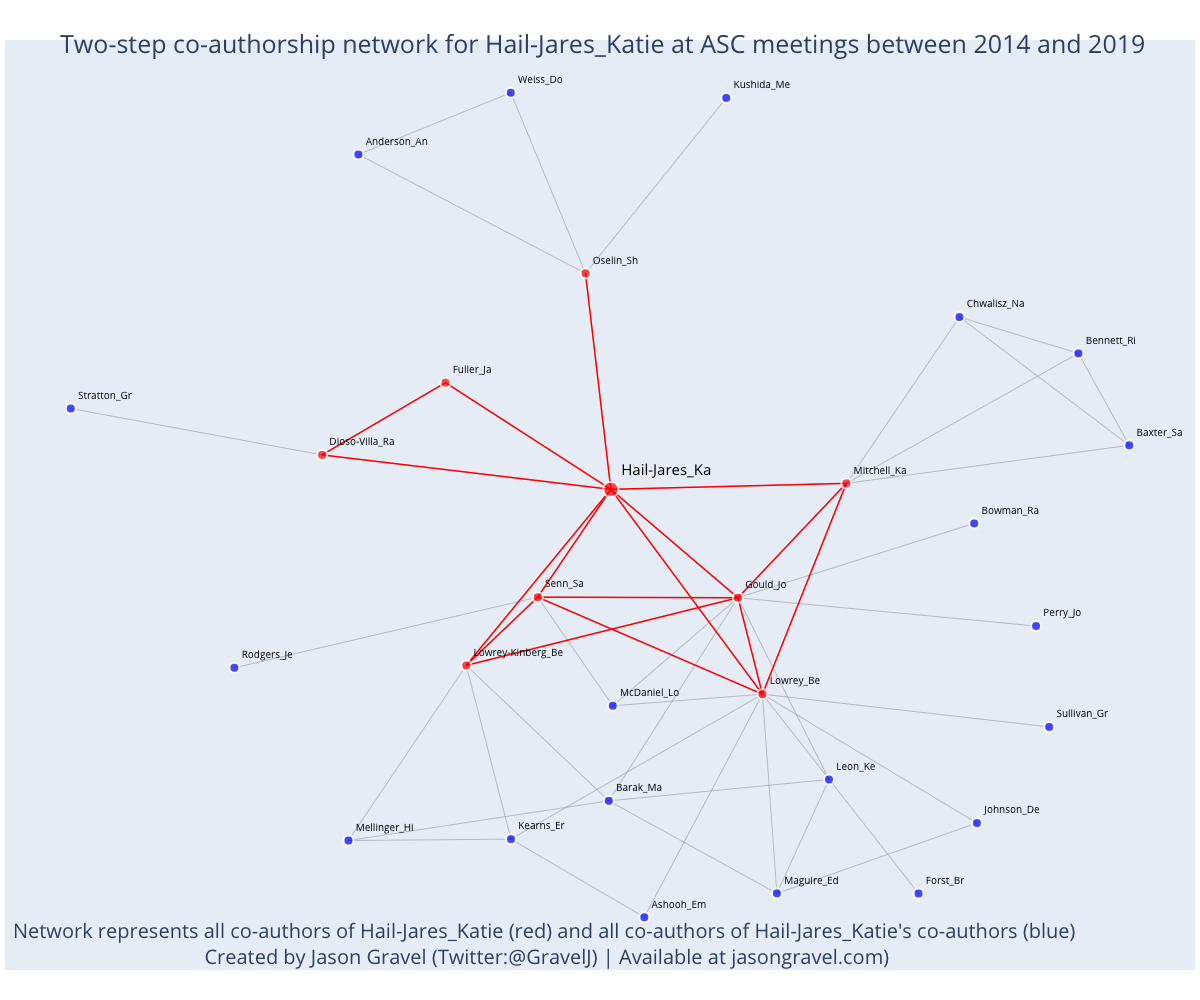 Two-step co-authorship network for Hail-Jares_Katie at ASC meetings between 2014 and 2019
Weiss_Do
Kushida_Me
Anderson_An
Oselin_Sh
Chwalisz_Na
Bennett_Ri
Fuller_Ja
Stratton_Gr
Baxter_Sa
Dioso-Villa_Ra
Hail-Jares_Ka
Mitchell_Ka
Bowman_Ra
Senn_Sa
Gould_Jo
Perry_Jo
Rodgers_Je
Lowrey-Kinberg_Be
Lowrey_Be
McDaniel_Lo
Sullivan_Gr
Leon_Ke
Barak_Ma
Johnson_De
Mellinger_Hi
Kearns_Er
Maguire_Ed
Forst_Br
Ashooh_Em
Network represents all co-authors of Hail-Jares_Katie (red) and all co-authors of Hail-Jares_Katie's co-authors (blue)
Created by Jason Gravel (Twitter:@GravelJ) | Available at jasongravel.com)